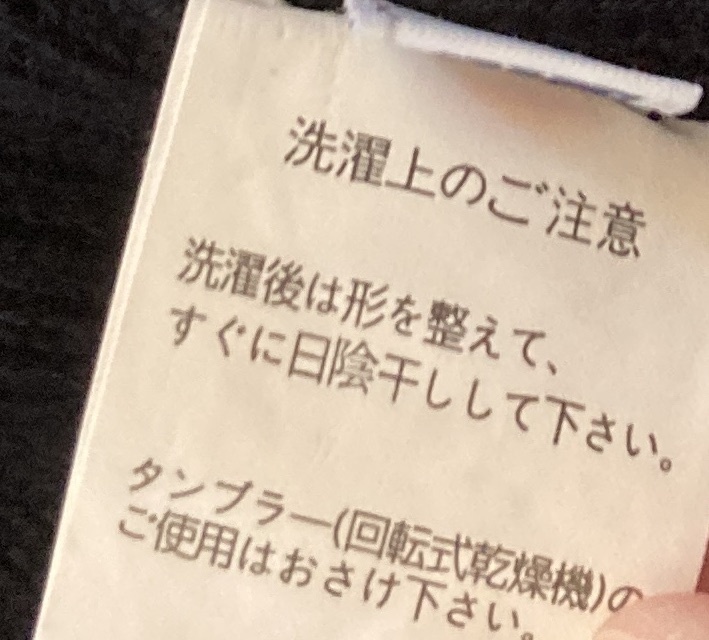 洗濯上のご注意
洗濯後は形を整えて、
すぐに日陰干しして下さい。
タンブラー(回転式乾燥機)の
ご使用はおさけ下さい。